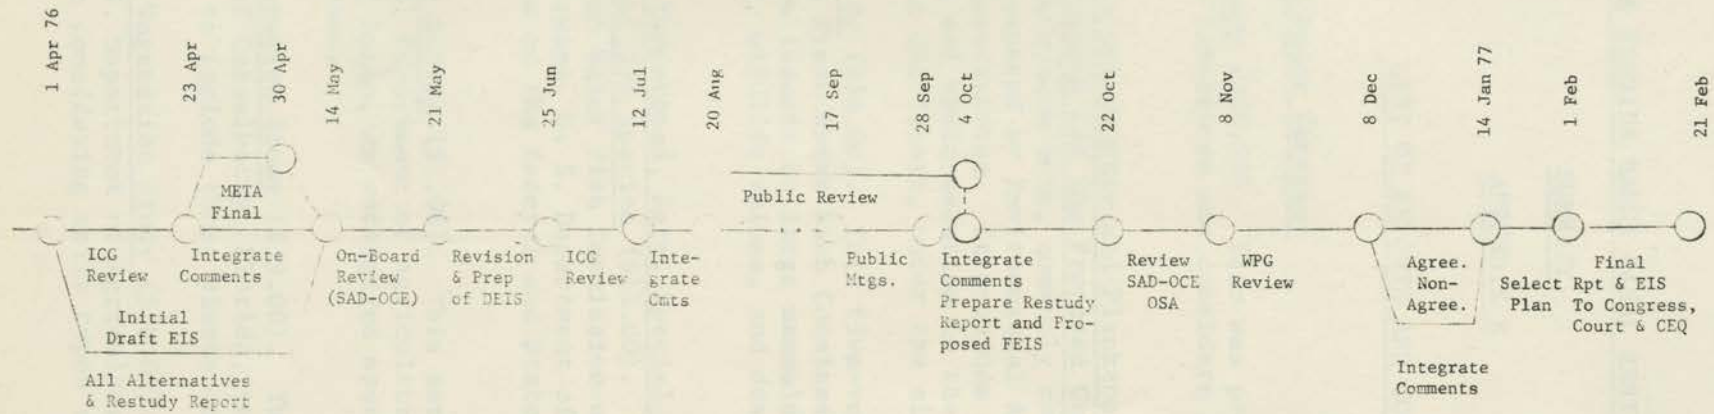 1 Apr 76
23 Apr
30 Apr
14 May
21 May
25 Jun
12 Jul
20 Aug
17 Sep
28 Sep
4 Oct
22 Oct
8 Nov
8 Dec
14 Jan 77
1 Feb
21 Feb
META
Final
Public Review
ICG
Review
Integrate
Comments
On-Board
Review
(SAD-OCE)
Revision
& Prep
of DEIS
ICC
Review
Inte-
grate
Cmts
Public
Mtgs.
Integrate
Comments
Prepare Restudy
Report and Pro-
posed FEIS
Review
SAD-OCE
OSA
WPG
Review
Agree.
Non-
Agree.
Select
Plan
Final
Rpt & EIS
To Congress,
Court & CEQ
Initial
Draft EIS
Integrate
Comments
All Alternatives
& Restudy Report